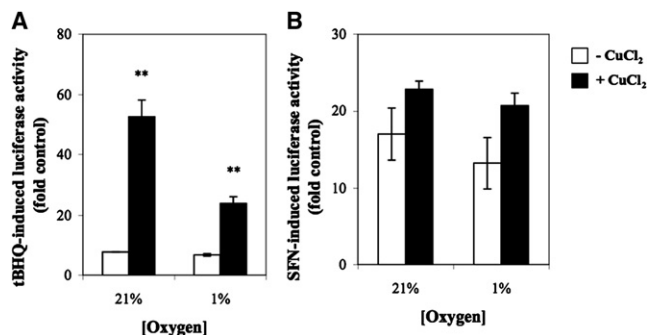 A
tBHQ-induced luciferase activity
(fold control)
80
60
40
20
0
**
**
21%
1%
[Oxygen]
B
SFN-induced luciferase activity
(fold control)
30
20
10
0
21%
1%
[Oxygen]
- CuCl₂
+ CuCl₂